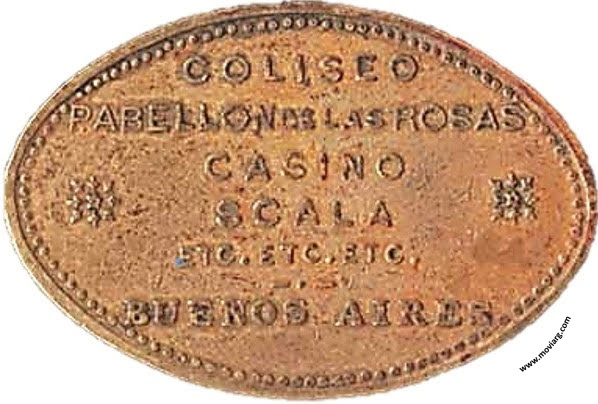 COLISEO
PABELLON DE LAS ROSAS
CASINO
SCALA
ETC. ETC. ETC.
BUENOS AIRES
www.moviarg.com